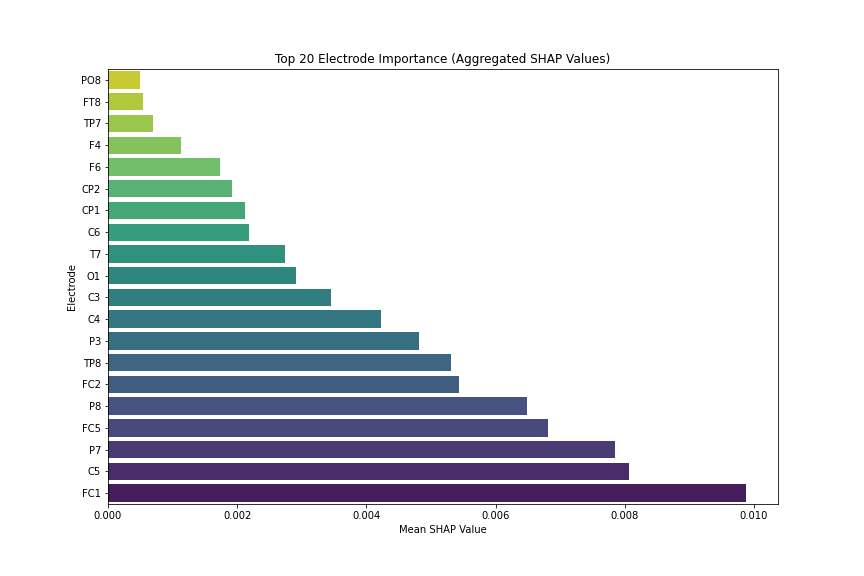 Top 20 Electrode Importance (Aggregated SHAP Values)
Electrode
PO8
FT8
TP7
F4
F6
CP2
CP1
C6
T7
O1
C3
C4
P3
TP8
FC2
P8
FC5
P7
C5
FC1
0.000 0.002 0.004 0.006 0.008 0.010
Mean SHAP Value